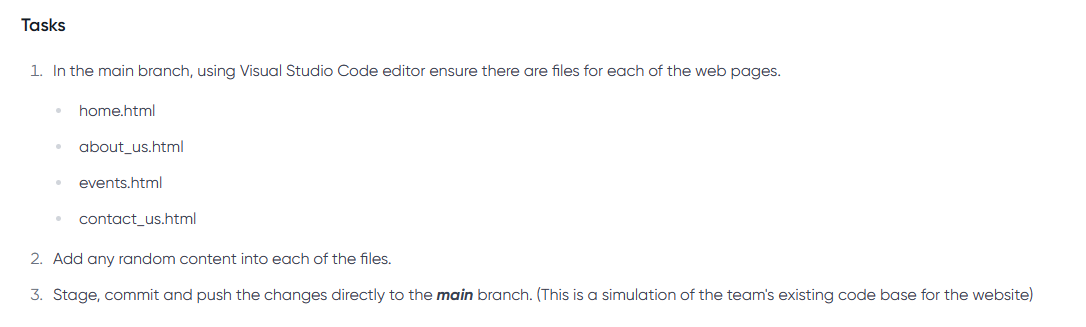 Tasks
1. In the main branch, using Visual Studio Code editor ensure there are files for each of the web pages.
• home.html
• about_us.html
• events.html
• contact_us.html
2. Add any random content into each of the files.
3. Stage, commit and push the changes directly to the main branch. (This is a simulation of the team's existing code base for the website)